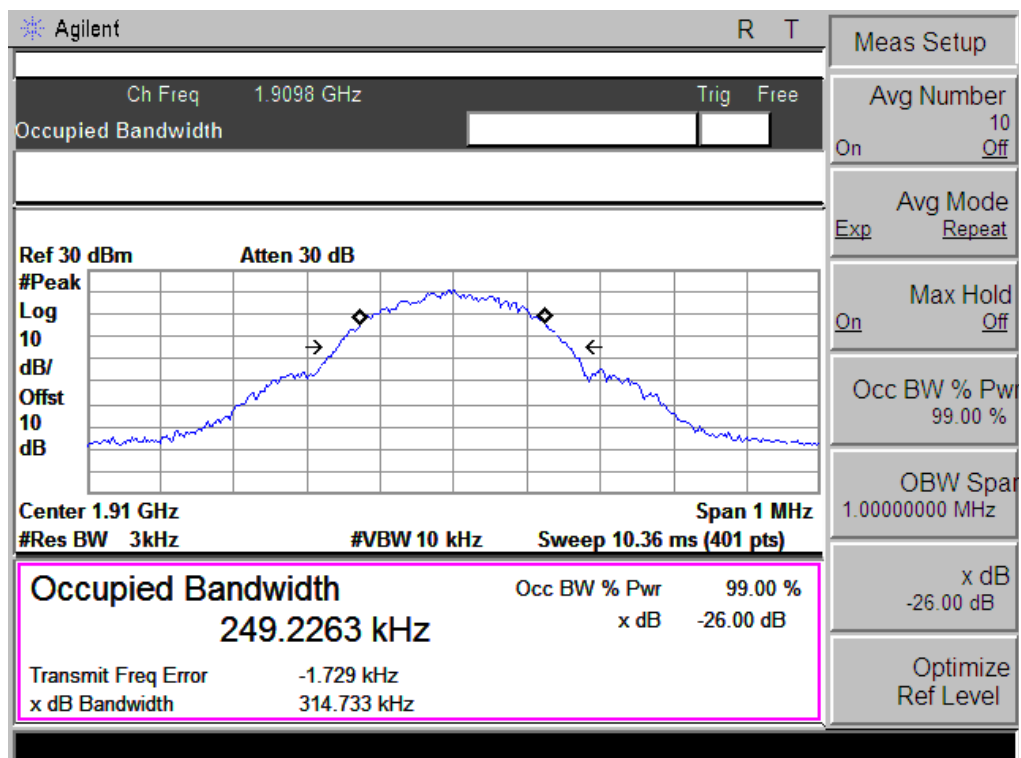 Agilent R T
Ch Freq 1.9098 GHz Trig Free
Occupied Bandwidth
Ref 30 dBm Atten 30 dB
#Peak
Log
10
dB/
Offst
10
dB
Center 1.91 GHz Span 1 MHz
#Res BW 3kHz #VBW 10 kHz Sweep 10.36 ms (401 pts)
Occupied Bandwidth Occ BW % Pwr 99.00 %
249.2263 kHz x dB -26.00 dB
Transmit Freq Error -1.729 kHz
x dB Bandwidth 314.733 kHz
Meas Setup
Avg Number
10
On Off
Avg Mode
Exp Repeat
Max Hold
On Off
Occ BW % Pwr
99.00 %
OBW Spar
1.00000000 MHz
x dB
-26.00 dB
Optimize
Ref Level